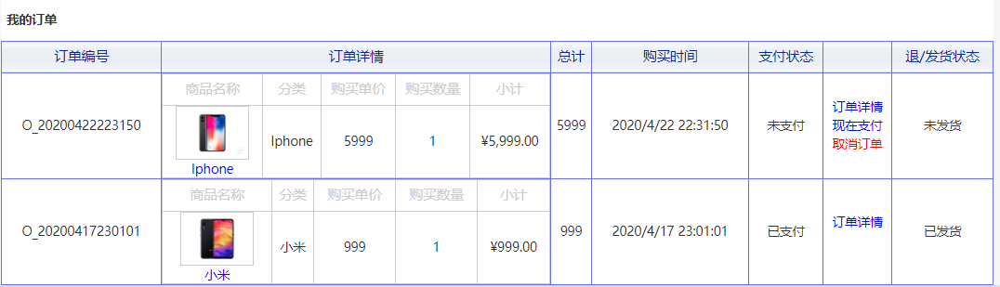 我的订单
订单编号 订单详情 总计 购买时间 支付状态 退/发货状态
商品名称 分类 购买单价 购买数量 小计
O_20200422223150 Iphone 5999 1 ¥5,999.00 5999 2020/4/22 22:31:50 未支付 订单详情 未发货
现在支付
取消订单
Iphone
商品名称 分类 购买单价 购买数量 小计
O_20200417230101 小米 999 1 ¥999.00 999 2020/4/17 23:01:01 已支付 订单详情 已发货
小米